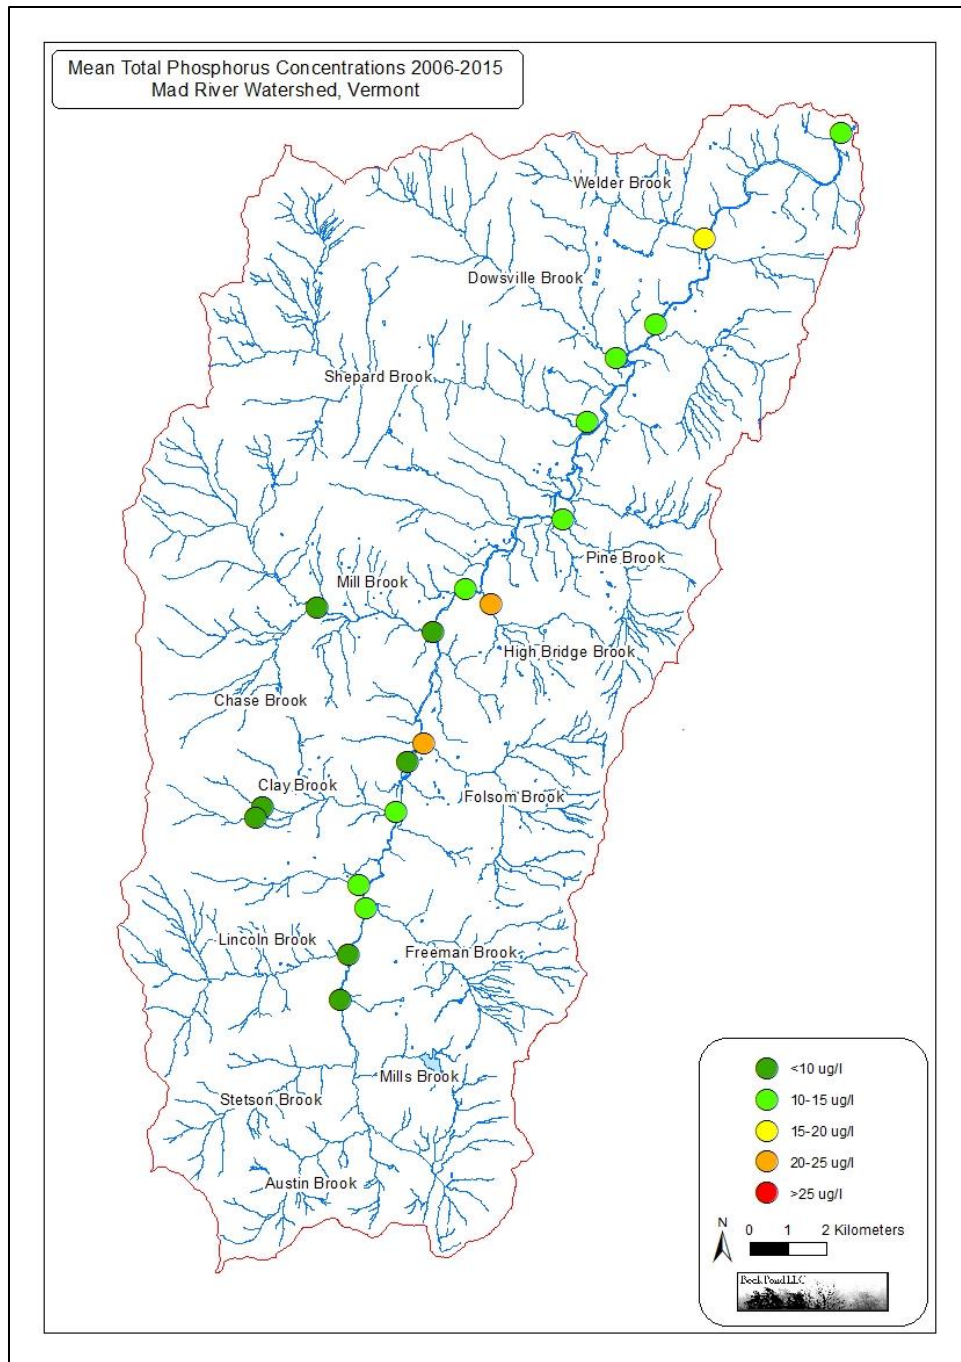 Mean Total Phosphorus Concentrations 2006-2015
Mad River Watershed, Vermont
Welder Brook
Dowsville Brook
Shepard Brook
Pine Brook
Mill Brook
High Bridge Brook
Chase Brook
Clay Brook
Folsom Brook
Lincoln Brook
Freeman Brook
Mills Brook
Stetson Brook
Austin Brook
<10 ug/l
10-15 ug/l
15-20 ug/l
20-25 ug/l
>25 ug/l
N
0 1 2 Kilometers
Beck Pond LLC